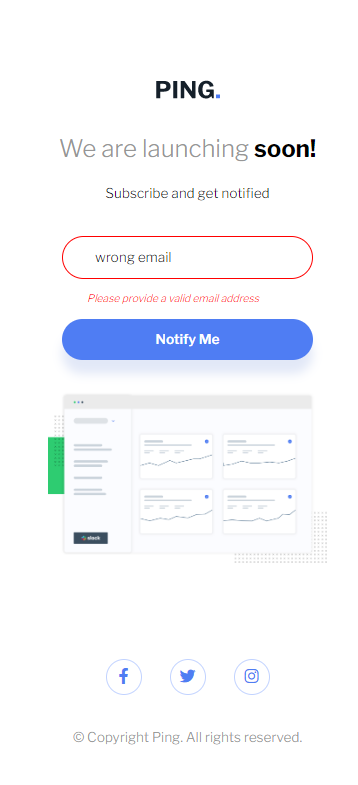 PING.
We are launching soon!
Subscribe and get notified
wrong email
Please provide a valid email address
Notify Me
slack
© Copyright Ping. All rights reserved.